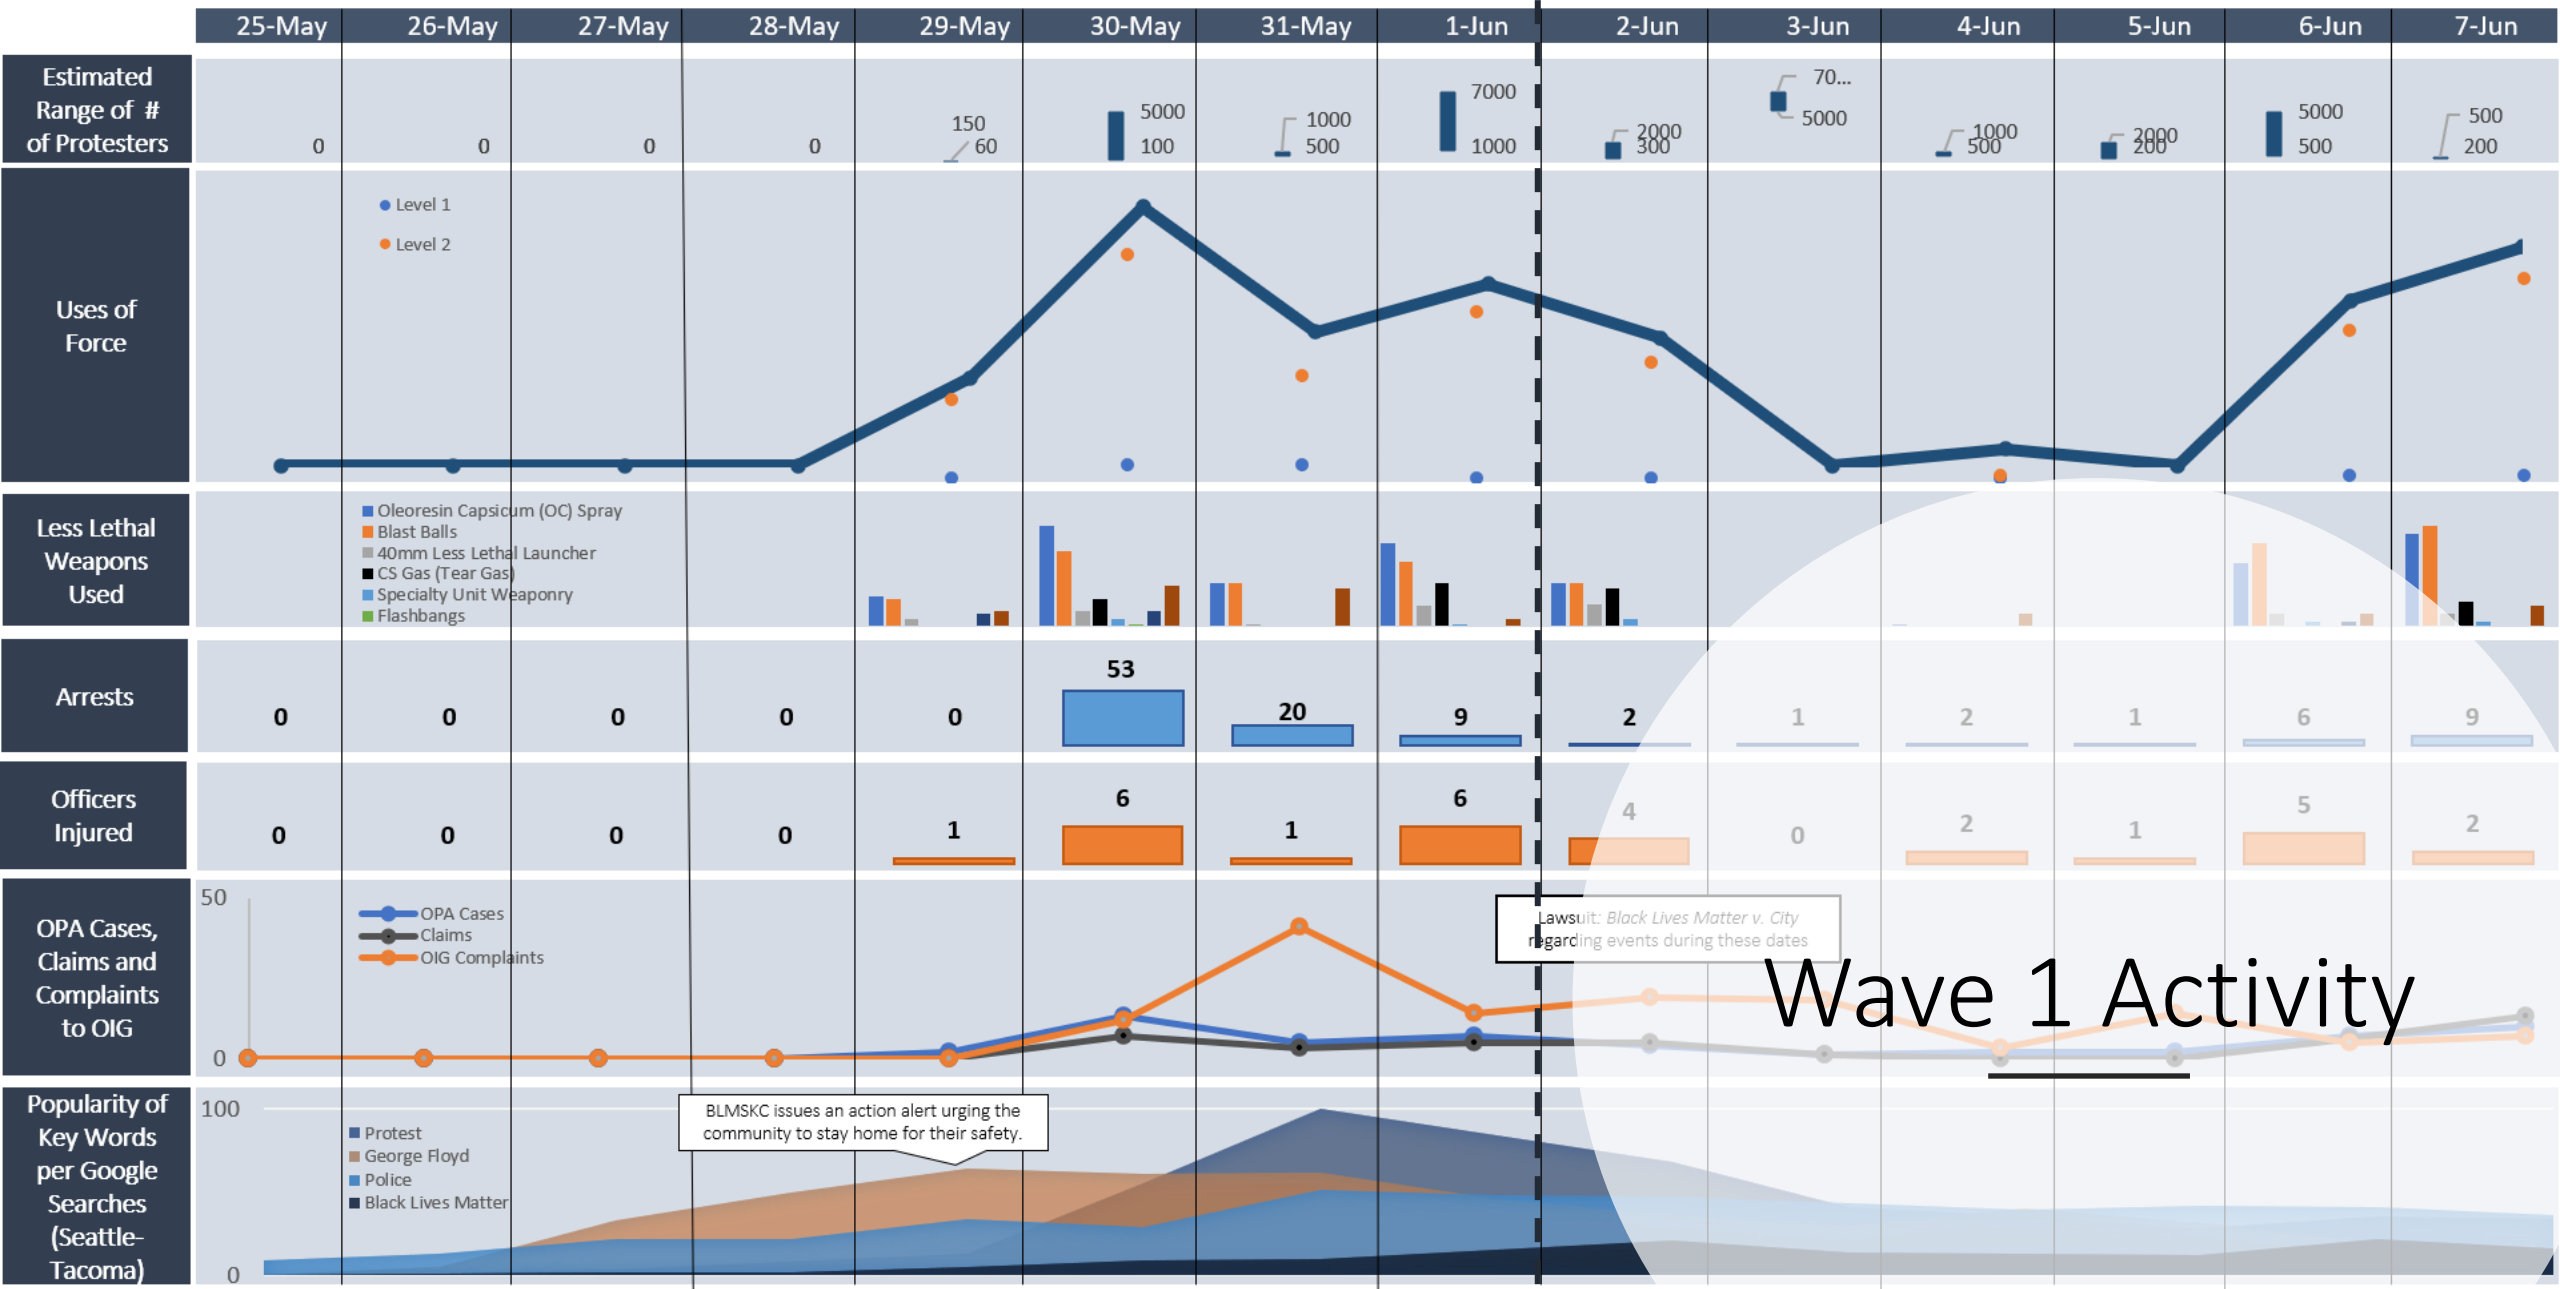 25-May 26-May 27-May 28-May 29-May 30-May 31-May 1-Jun 2-Jun 3-Jun 4-Jun 5-Jun 6-Jun 7-Jun
Estimated
Range of #
of Protesters
0 0 0 0
150
60
5000
100
1000
500
7000
1000
2000
300
70...
5000
1000
500
2000
200
5000
500
500
200
Uses of
Force
Level 1
Level 2
Less Lethal
Weapons
Used
Oleoresin Capsicum (OC) Spray
Blast Balls
40mm Less Lethal Launcher
CS Gas (Tear Gas)
Specialty Unit Weaponry
Flashbangs
Arrests
0 0 0 0 0 53 20 9 2 1 2 1 6 9
Officers
Injured
0 0 0 0 1 6 1 6 4 0 2 1 5 2
OPA Cases,
Claims and
Complaints
to OIG
50
0
OPA Cases
Claims
OIG Complaints
Lawsuit: Black Lives Matter v. City
regarding events during these dates
Wave 1 Activity
Popularity of
Key Words
per Google
Searches
(Seattle-
Tacoma)
100
0
Protest
George Floyd
Police
Black Lives Matter
BLMSKC issues an action alert urging the
community to stay home for their safety.